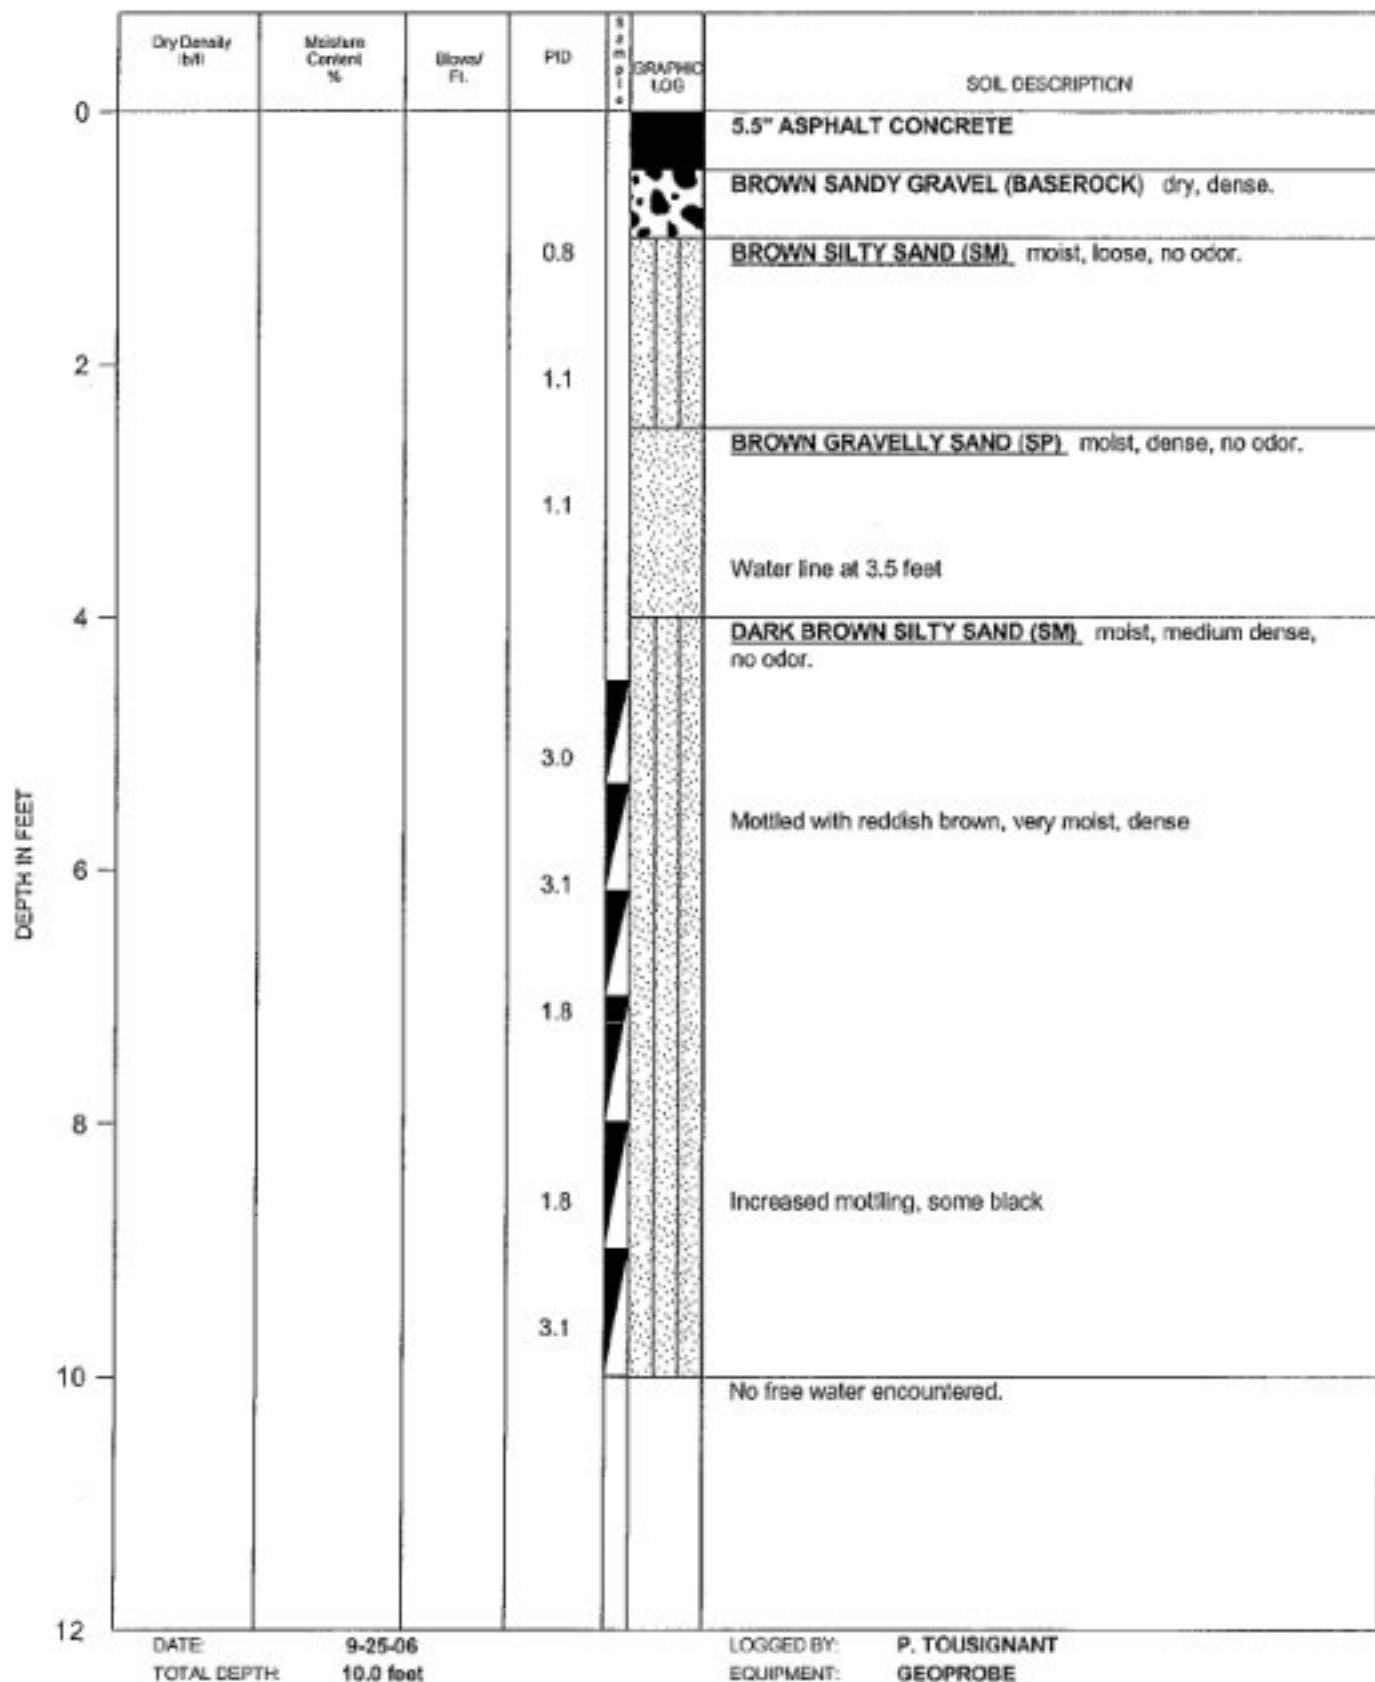 Dry Density
lb/ft
Moisture
Content
%
Blows/
Ft.
PID
Sample
GRAPHIC
LOG
SOIL DESCRIPTION
0
5.5" ASPHALT CONCRETE
BROWN SANDY GRAVEL (BASEROCK) dry, dense.
0.8
BROWN SILTY SAND (SM) moist, loose, no odor.
2
1.1
BROWN GRAVELLY SAND (SP) moist, dense, no odor.
1.1
Water line at 3.5 feet
4
DARK BROWN SILTY SAND (SM) moist, medium dense,
no odor.
3.0
DEPTH IN FEET
Mottled with reddish brown, very moist, dense
6
3.1
1.8
8
1.8
Increased mottling, some black
3.1
10
No free water encountered.
12
DATE: 9-25-06
LOGGED BY: P. TOUSIGNANT
TOTAL DEPTH: 10.0 feet
EQUIPMENT: GEOPROBE